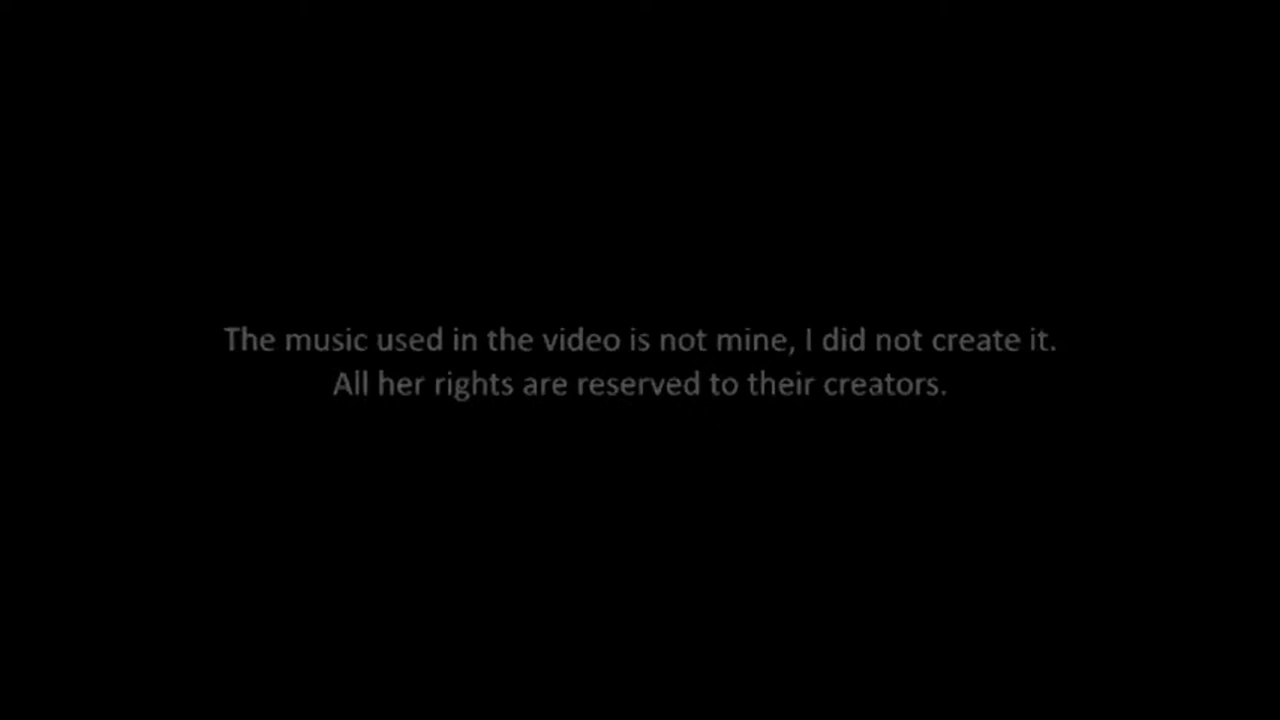 The music used in the video is not mine, I did not create it.
All her rights are reserved to their creators.